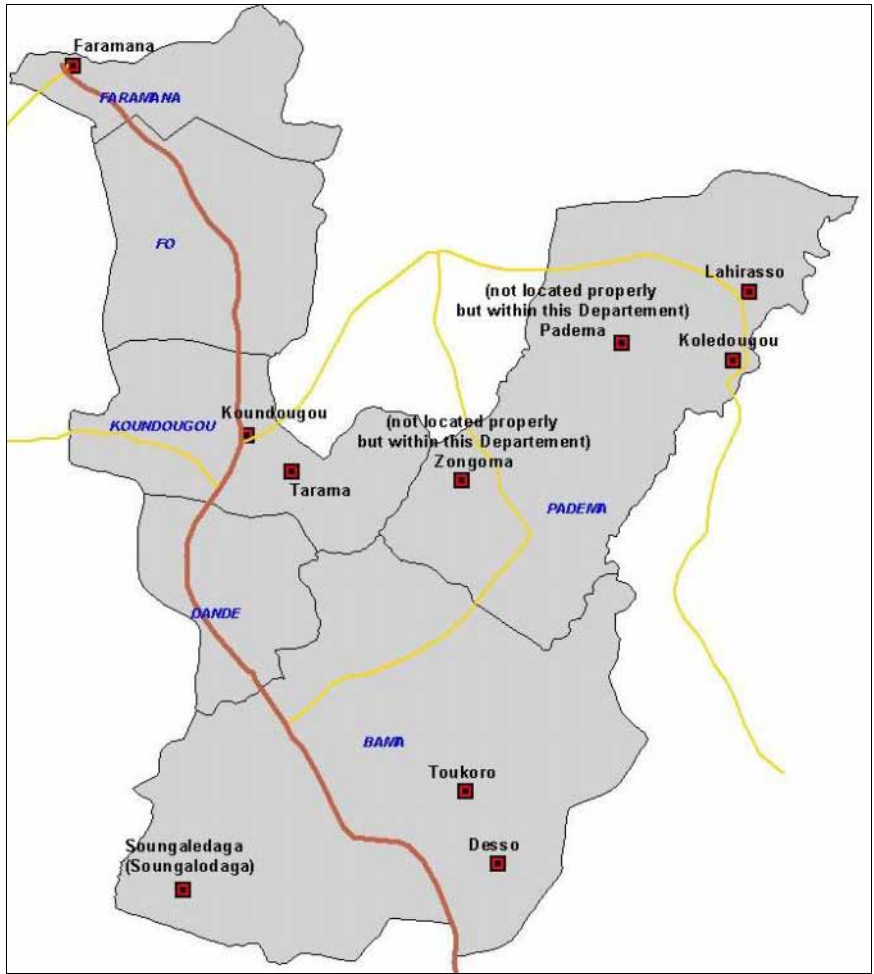 Faramana
FARAMANA
FO
Lahirasso
(not located properly
but within this Departement)
Padema
Koledougou
Koundougou
KOUNDOUGOU
(not located properly
but within this Departement)
Zongoma
Tarama
PADEMA
DANDE
BAMA
Toukoro
Desso
Soungaledaga
(Soungalodaga)